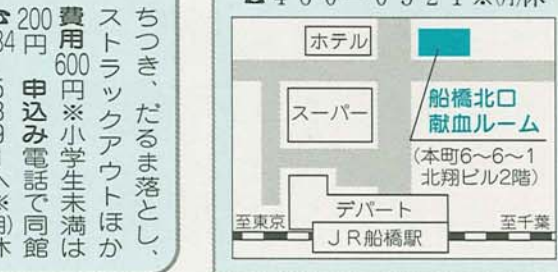 ちつき、だるま落とし、
ストラックアウトほか
費用600円※小学生未満は
200円 申込み電話で同館
ホテル
スーパー
船橋北口
献血ルーム
(本町6~6~1
北翔ビル2階)
デパート
至東京
JR船橋駅
至千葉